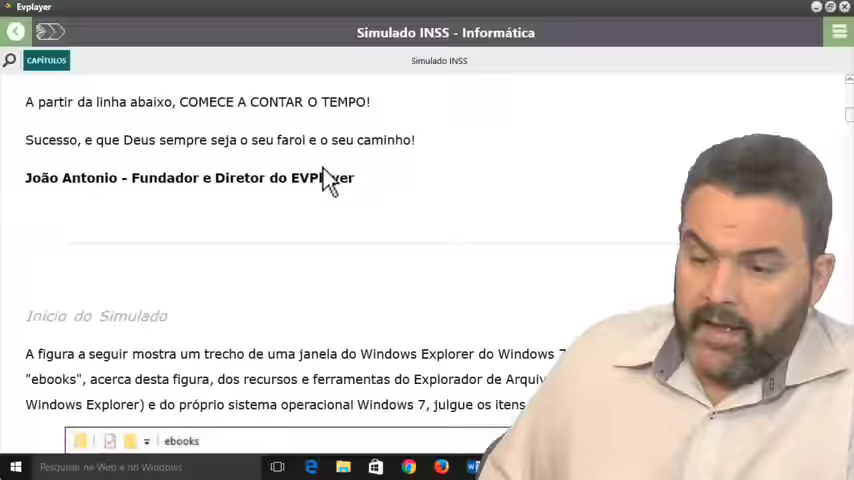 Evplayer
Simulado INSS - Informática
CAPÍTULOS
Simulado INSS
A partir da linha abaixo, COMECE A CONTAR O TEMPO!
Sucesso, e que Deus sempre seja o seu farol e o seu caminho!
João Antonio - Fundador e Diretor do EVPlayer
Início do Simulado
A figura a seguir mostra um trecho de uma janela do Windows Explorer do Windows 7
"ebooks", acerca desta figura, dos recursos e ferramentas do Explorador de Arquiv
Windows Explorer) e do próprio sistema operacional Windows 7, julgue os itens
ebooks
Pesquisar na Web e no Windows